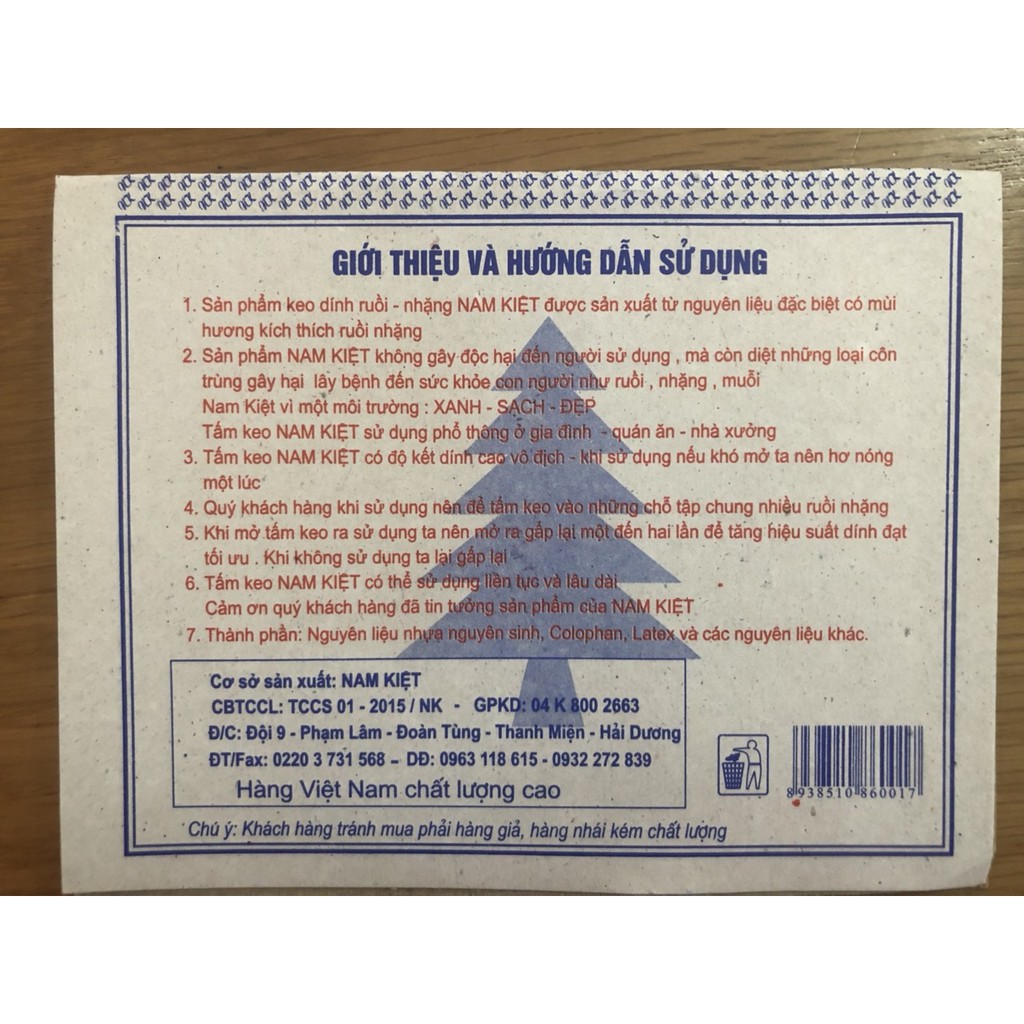 GIỚI THIỆU VÀ HƯỚNG DẪN SỬ DỤNG
1. Sản phẩm keo dính ruồi - nhặng NAM KIỆT được sản xuất từ nguyên liệu đặc biệt có mùi
hương kích thích ruồi nhặng
2. Sản phẩm NAM KIỆT không gây độc hại đến người sử dụng , mà còn diệt những loại côn
trùng gây hại lây bệnh đến sức khỏe con người như ruồi , nhặng , muỗi
Nam Kiệt vì một môi trường : XANH - SẠCH - ĐẸP
Tấm keo NAM KIỆT sử dụng phổ thông ở gia đình - quán ăn - nhà xưởng
3. Tấm keo NAM KIỆT có độ kết dính cao vô địch - khi sử dụng nếu khó mở ta nên hơ nóng
một lúc
4. Quý khách hàng khi sử dụng nên để tấm kẹo vào những chỗ tập chung nhiều ruồi nhặng
5. Khi mở tấm keo ra sử dụng ta nên mở ra gấp lại một đến hai lần để tăng hiệu suất dính đạt
tối ưu . Khi không sử dụng ta lại gấp lại
6. Tấm keo NAM KIỆT có thể sử dụng liên tục và lâu dài
Cảm ơn quý khách hàng đã tin tưởng sản phẩm của NAM KIỆT
7. Thành phần: Nguyên liệu nhựa nguyên sinh, Colophan, Latex và các nguyên liệu khác.
Cơ sở sản xuất: NAM KIỆT
CBTCCL: TCCS 01 - 2015 / NK - GPKD: 04 K 800 2663
Đ/C: Đội 9 - Phạm Lâm - Đoàn Tùng - Thanh Miện - Hải Dương
ĐT/Fax: 0220 3 731 568 – DĐ: 0963 118 615 - 0932 272 839
Hàng Việt Nam chất lượng cao
8 938510 860017
Chú ý: Khách hàng tránh mua phải hàng giả, hàng nhái kém chất lượng